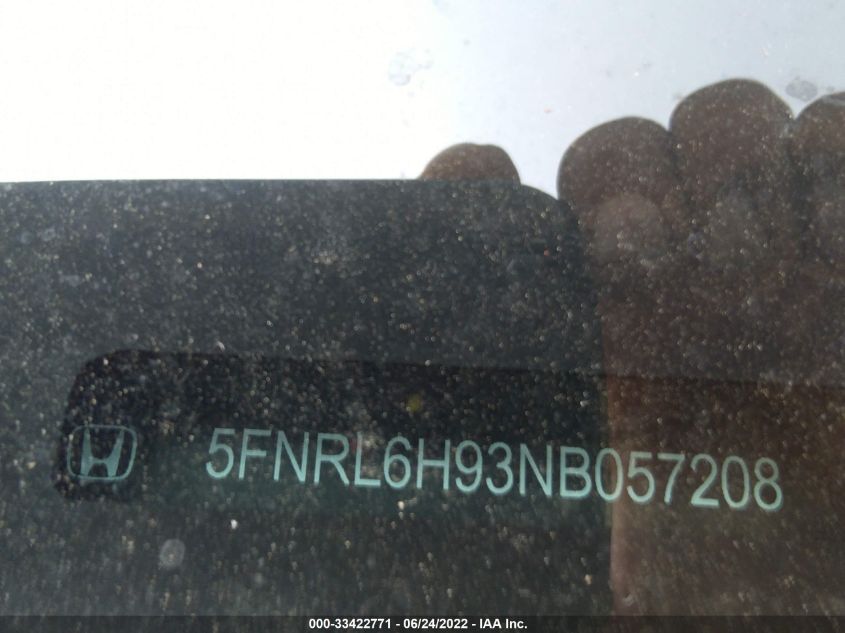 5FNRL6H93NB057208
000-33422771 | 06/24/2022 - IAA Inc.